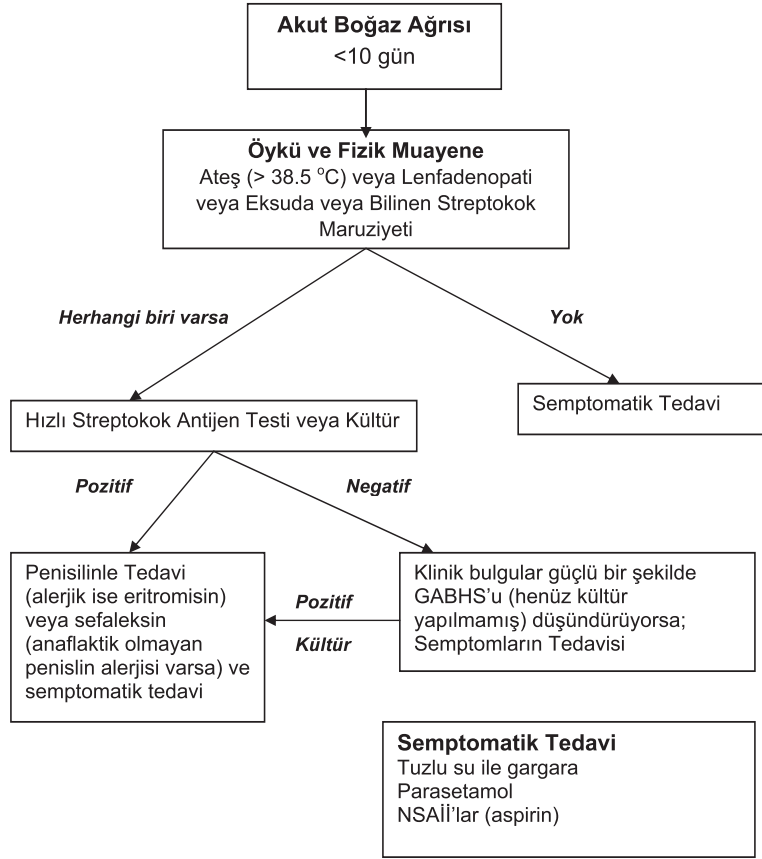 Akut Boğaz Ağrısı
<10 gün
Öykü ve Fizik Muayene
Ateş (> 38.5 °C) veya Lenfadenopati
veya Eksuda veya Bilinen Streptokok
Maruziyeti
Herhangi biri varsa
Yok
Hızlı Streptokok Antijen Testi veya Kültür
Semptomatik Tedavi
Pozitif
Negatif
Penisilinle Tedavi
(alerjik ise eritromisin)
veya sefaleksin
(anaflaktik olmayan
penislin alerjisi varsa) ve
semptomatik tedavi
Pozitif
Kültür
Klinik bulgular güçlü bir şekilde
GABHS’u (henüz kültür
yapılmamış) düşündürüyorsa;
Semptomların Tedavisi
Semptomatik Tedavi
Tuzlu su ile gargara
Parasetamol
NSAİİ’lar (aspirin)